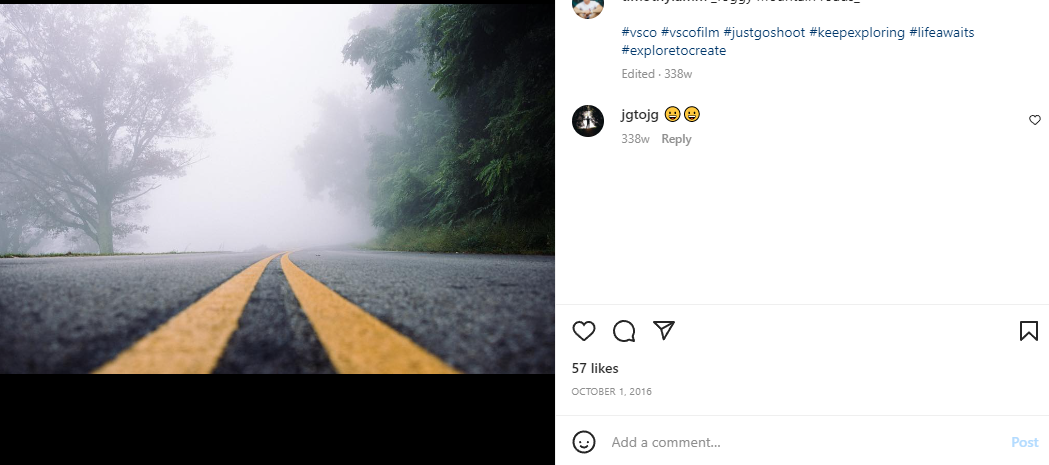 #vsco #vscofilm #justgoshoot #keepexploring #lifeawaits
#exploretocreate
Edited · 338w
jgtojg 😀😀
338w Reply
57 likes
OCTOBER 1, 2016
Add a comment... Post